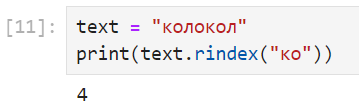 [11]: text = "колокол"
print(text.rindex("ко"))
4